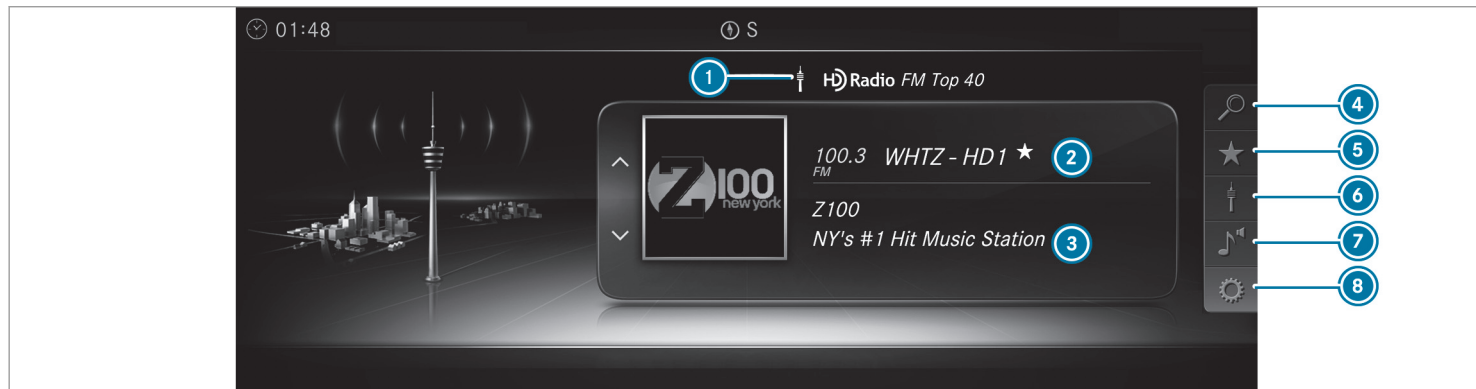 01:48
S
1
HD Radio FM Top 40
4
Z100
new york
100.3 WHTZ - HD1 ★ 2
FM
5
Z100
6
NY's #1 Hit Music Station 3
7
8